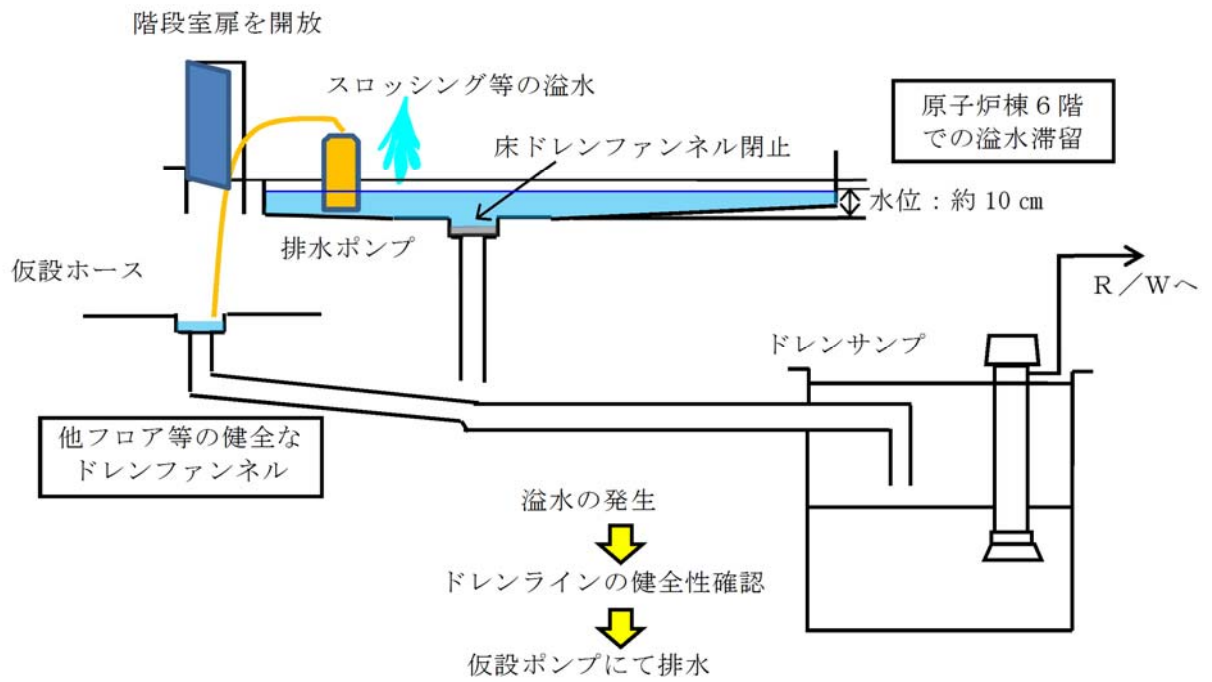 階段室扉を開放
スロッシング等の溢水
原子炉棟６階
での溢水滞留
床ドレンファンネル閉止
水位：約 10 ㎝
排水ポンプ
仮設ホース
Ｒ／Ｗへ
ドレンサンプ
他フロア等の健全な
ドレンファンネル
溢水の発生
ドレンラインの健全性確認
仮設ポンプにて排水